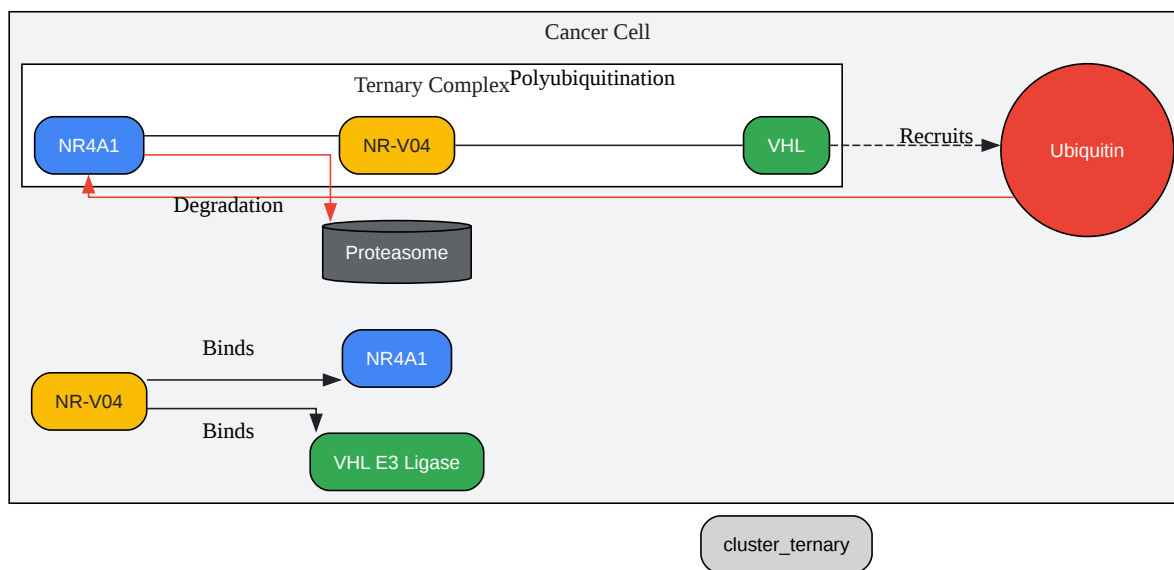 Cancer Cell
Ternary Complex
Polyubiquitination
NR4A1
NR-V04
VHL
Recruits
Ubiquitin
Degradation
Proteasome
Binds
NR4A1
NR-V04
Binds
VHL E3 Ligase
cluster_ternary